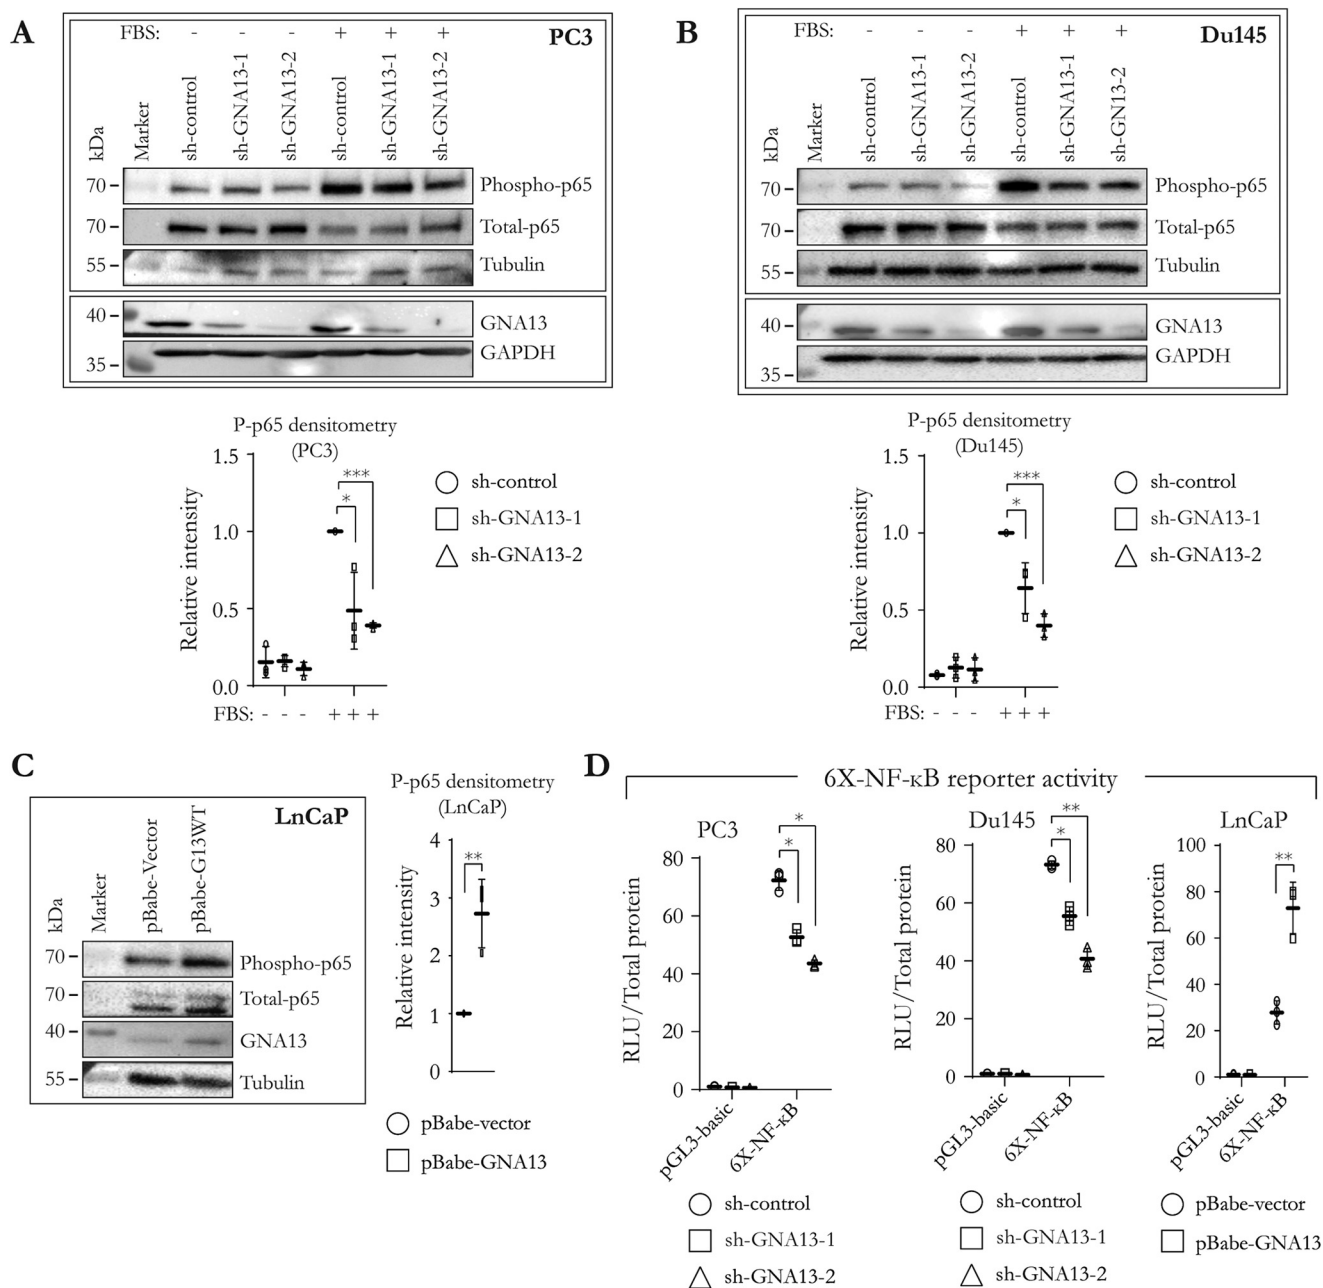 A
FBS: - - - + + + PC3
kDa
Marker
sh-control
sh-GNA13-1
sh-GNA13-2
sh-control
sh-GNA13-1
sh-GNA13-2
70 Phospho-p65
70 Total-p65
55 Tubulin
40 GNA13
GAPDH
35
P-p65 densitometry
(PC3)
Relative intensity
1.5
1.0
0.5
0.0
***
*
FBS: - - - + + +
sh-control
sh-GNA13-1
sh-GNA13-2
B
FBS: - - - + + + Du145
kDa
Marker
sh-control
sh-GNA13-1
sh-GNA13-2
sh-control
sh-GNA13-1
sh-GN13-2
70 Phospho-p65
70 Total-p65
55 Tubulin
40 GNA13
GAPDH
35
P-p65 densitometry
(Du145)
Relative intensity
1.5
1.0
0.5
0.0
***
*
FBS: - - - + + +
sh-control
sh-GNA13-1
sh-GNA13-2
C
LnCaP
kDa
Marker
pBabe-Vector
pBabe-G13WT
70 Phospho-p65
70 Total-p65
40 GNA13
55 Tubulin
P-p65 densitometry
(LnCaP)
Relative intensity
4
3
2
1
0
**
pBabe-vector
pBabe-GNA13
D
6X-NF-κB reporter activity
PC3
RLU/Total protein
80
60
40
20
0
*
*
pGL3-basic
6X-NF-κB
sh-control
sh-GNA13-1
sh-GNA13-2
Du145
RLU/Total protein
80
60
40
20
0
**
*
pGL3-basic
6X-NF-κB
sh-control
sh-GNA13-1
sh-GNA13-2
LnCaP
RLU/Total protein
100
80
60
40
20
0
**
pGL3-basic
6X-NF-κB
pBabe-vector
pBabe-GNA13